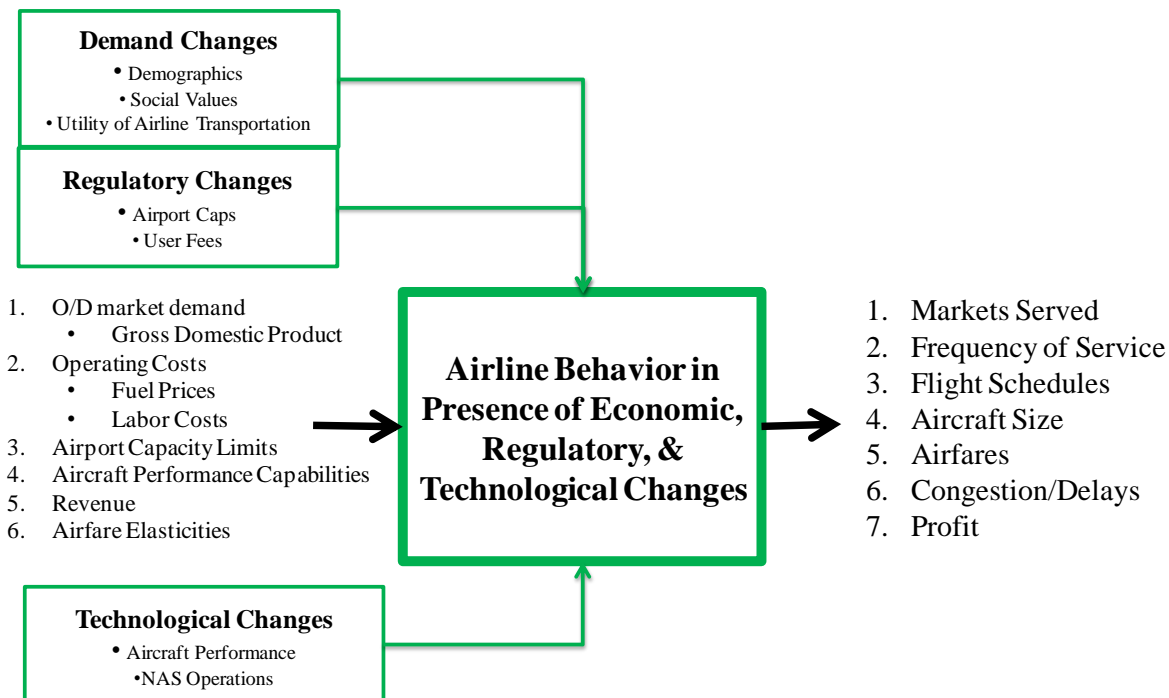 Demand Changes
• Demographics
• Social Values
• Utility of Airline Transportation
Regulatory Changes
• Airport Caps
• User Fees
1. O/D market demand
• Gross Domestic Product
2. Operating Costs
• Fuel Prices
• Labor Costs
3. Airport Capacity Limits
4. Aircraft Performance Capabilities
5. Revenue
6. Airfare Elasticities
Airline Behavior in
Presence of Economic,
Regulatory, &
Technological Changes
1. Markets Served
2. Frequency of Service
3. Flight Schedules
4. Aircraft Size
5. Airfares
6. Congestion/Delays
7. Profit
Technological Changes
• Aircraft Performance
•NAS Operations